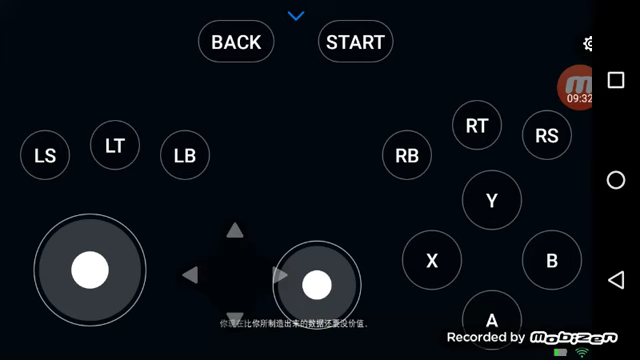 BACK START
09:32
LS LT LB RB RT RS
Y
X B
A
你现在比你所制造出来的数据还要没价值。
Recorded by mobizen